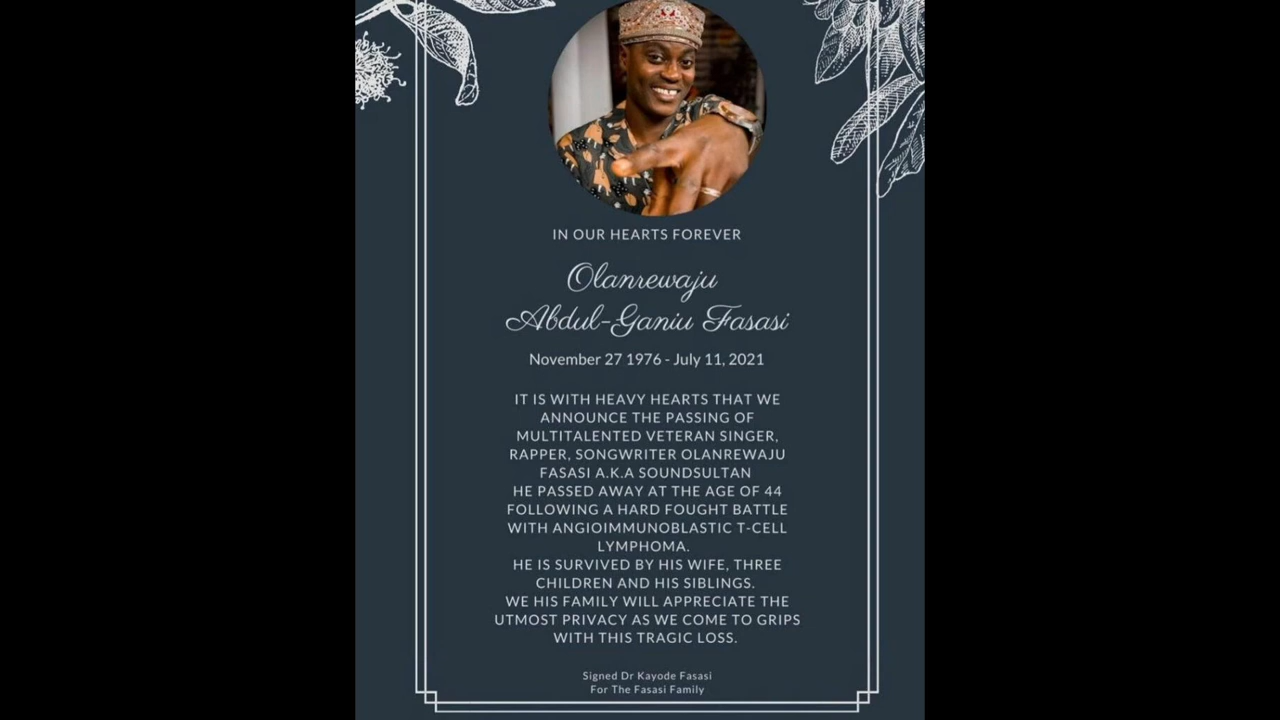 IN OUR HEARTS FOREVER
Olanrewaju
Abdul-Ganiu Fasasi
November 27 1976 - July 11, 2021
IT IS WITH HEAVY HEARTS THAT WE
ANNOUNCE THE PASSING OF
MULTITALENTED VETERAN SINGER,
RAPPER, SONGWRITER OLANREWAJU
FASASI A.K.A SOUNDSULTAN
HE PASSED AWAY AT THE AGE OF 44
FOLLOWING A HARD FOUGHT BATTLE
WITH ANGIOIMMUNOBLASTIC T-CELL
LYMPHOMA.
HE IS SURVIVED BY HIS WIFE, THREE
CHILDREN AND HIS SIBLINGS.
WE HIS FAMILY WILL APPRECIATE THE
UTMOST PRIVACY AS WE COME TO GRIPS
WITH THIS TRAGIC LOSS.
Signed Dr Kayode Fasasi
For The Fasasi Family